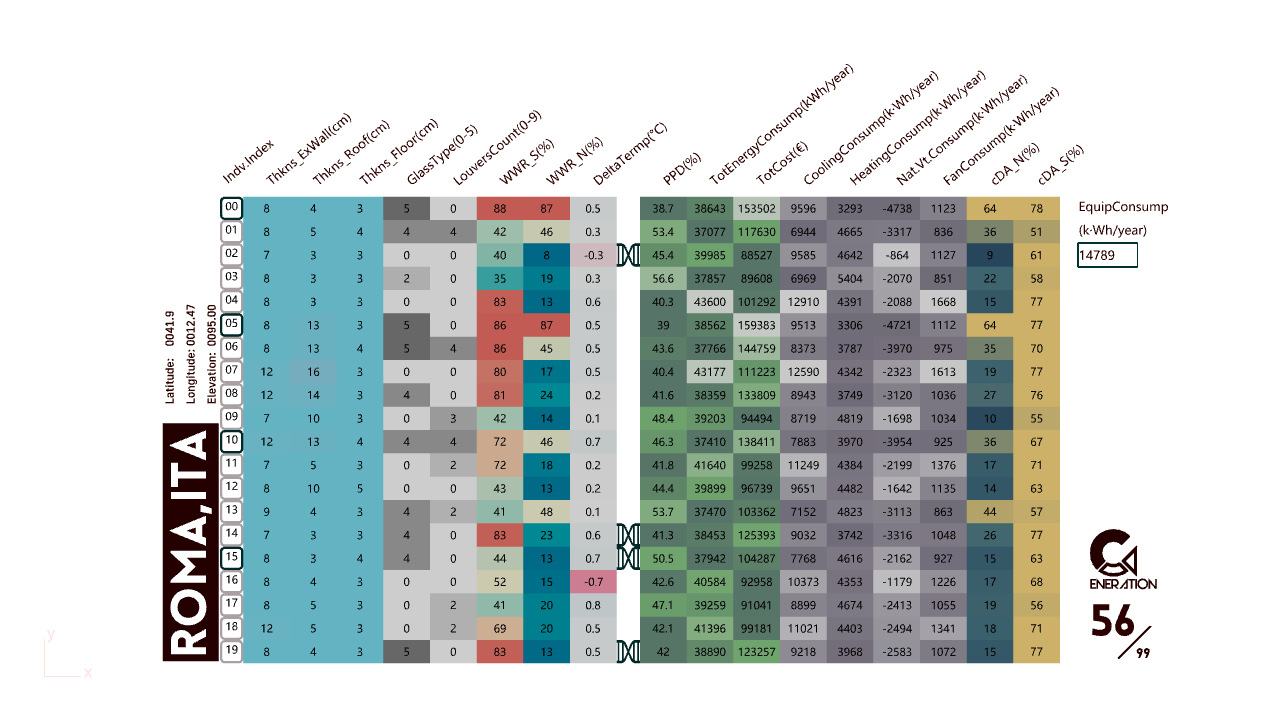 Indv.Index Thkns_ExWall(cm) Thkns_Roof(cm) Thkns_Floor(cm) GlassType(0-5) LouversCount(0-9) WWR_S(%) WWR_N(%) DeltaTermp(°C) PPD(%) TotEnergyConsump(kWh/year) TotCost(€) CoolingConsump(k·Wh/year) HeatingConsump(k·Wh/year) Nat.Vt.Consump(k·Wh/year) FanConsump(k·Wh/year) cDA_N(%) cDA_S(%)
00 8 4 3 5 0 88 87 0.5 38.7 38643 153502 9596 3293 -4738 1123 64 78
01 8 5 4 4 4 42 46 0.3 53.4 37077 117630 6944 4665 -3317 836 36 51
02 7 3 3 0 0 40 8 -0.3 45.4 39985 88527 9585 4642 -864 1127 9 61
03 8 3 3 2 0 35 19 0.3 56.6 37857 89608 6969 5404 -2070 851 22 58
04 8 3 3 0 0 83 13 0.6 40.3 43600 101292 12910 4391 -2088 1668 15 77
05 8 13 3 5 0 86 87 0.5 39 38562 159383 9513 3306 -4721 1112 64 77
06 8 13 4 5 4 86 45 0.5 43.6 37766 144759 8373 3787 -3970 975 35 70
07 12 16 3 0 0 80 17 0.5 40.4 43177 111223 12590 4342 -2323 1613 19 77
08 12 14 3 4 0 81 24 0.2 41.6 38359 133809 8943 3749 -3120 1036 27 76
09 7 10 3 0 3 42 14 0.1 48.4 39203 94494 8719 4819 -1698 1034 10 55
10 12 13 4 4 4 72 46 0.7 46.3 37410 138411 7883 3970 -3954 925 36 67
11 7 5 3 0 2 72 18 0.2 41.8 41640 99258 11249 4384 -2199 1376 17 71
12 8 10 5 0 0 43 13 0.2 44.4 39899 96739 9651 4482 -1642 1135 14 63
13 9 4 3 4 2 41 48 0.1 53.7 37470 103362 7152 4823 -3113 863 44 57
14 7 3 3 4 0 83 23 0.6 41.3 38453 125393 9032 3742 -3316 1048 26 77
15 8 3 4 4 0 44 13 0.7 50.5 37942 104287 7768 4616 -2162 927 15 63
16 8 4 3 0 0 52 15 -0.7 42.6 40584 92958 10373 4353 -1179 1226 17 68
17 8 5 3 0 2 41 20 0.8 47.1 39259 91041 8899 4674 -2413 1055 19 56
18 12 5 3 0 2 69 20 0.5 42.1 41396 99181 11021 4403 -2494 1341 18 71
19 8 4 3 5 0 83 13 0.5 42 38890 123257 9218 3968 -2583 1072 15 77
Latitude: 0041.9
Longitude: 0012.47
Elevation: 0095.00
ROMA,ITA
EquipConsump
(k·Wh/year)
14789
ENERATION
56/99
y
x